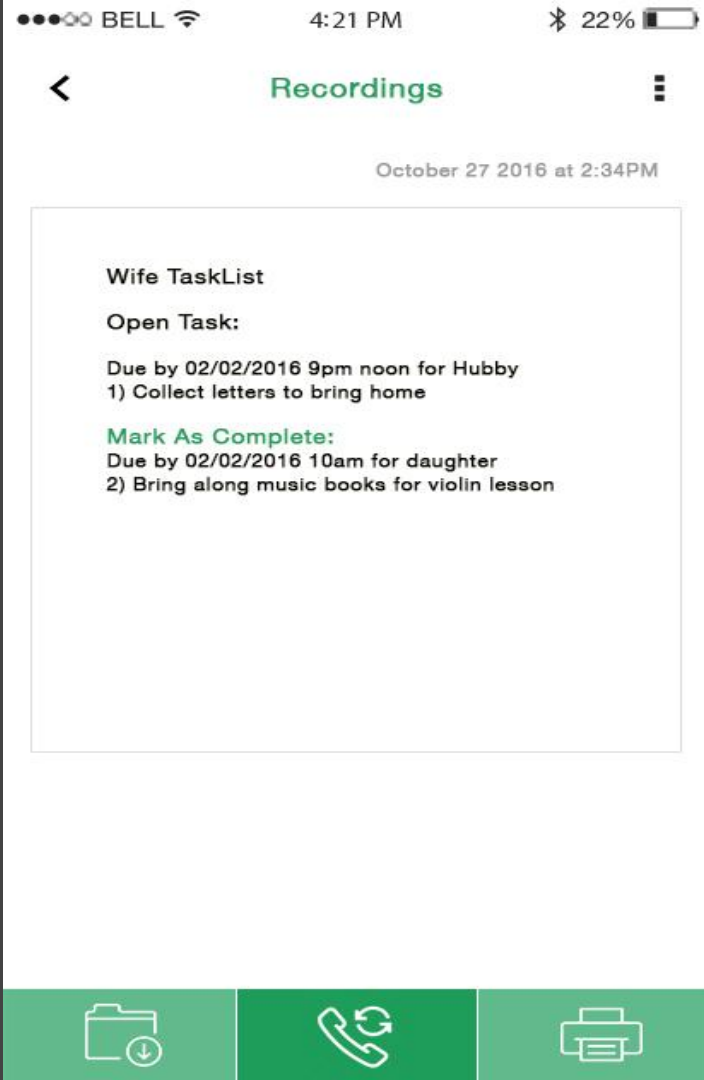 BELL 4:21 PM 22%
Recordings
October 27 2016 at 2:34PM
Wife TaskList
Open Task:
Due by 02/02/2016 9pm noon for Hubby
1) Collect letters to bring home
Mark As Complete:
Due by 02/02/2016 10am for daughter
2) Bring along music books for violin lesson